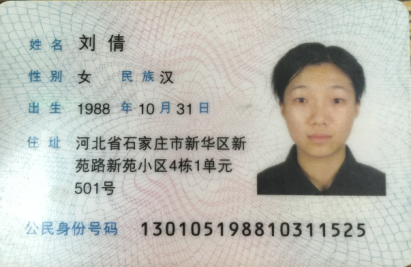 姓名 刘倩
性别 女 民族 汉
出生 1988 年 10 月 31 日
住址 河北省石家庄市新华区新
苑路新苑小区4栋1单元
501号
公民身份号码 130105198810311525